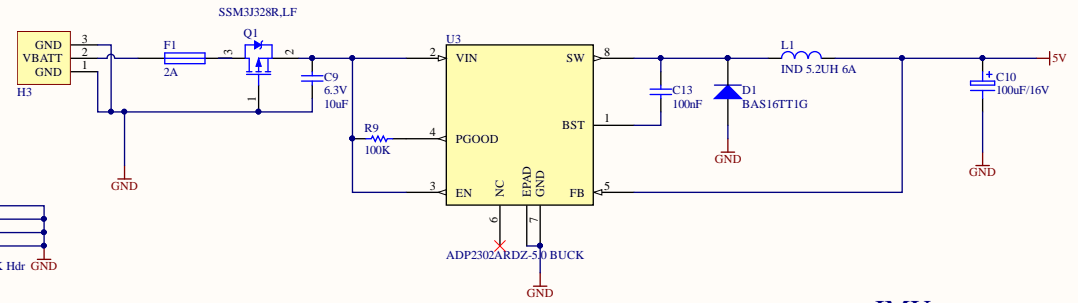 SSM3J328R,LF
Q1
H3
GND 3
VBATT 2
GND 1
F1
2A
3
2
1
C9
6.3V
10uF
GND
R9
100K
U3
2 VIN
4 PGOOD
3 EN
SW 8
BST 1
FB 5
NC
6
EPAD
GND
7
ADP2302ARDZ-5.0 BUCK
GND
C13
100nF
D1
BAS16TT1G
GND
L1
IND 5.2UH 6A
+
C10
100uF/16V
GND
5V
Hdr
GND